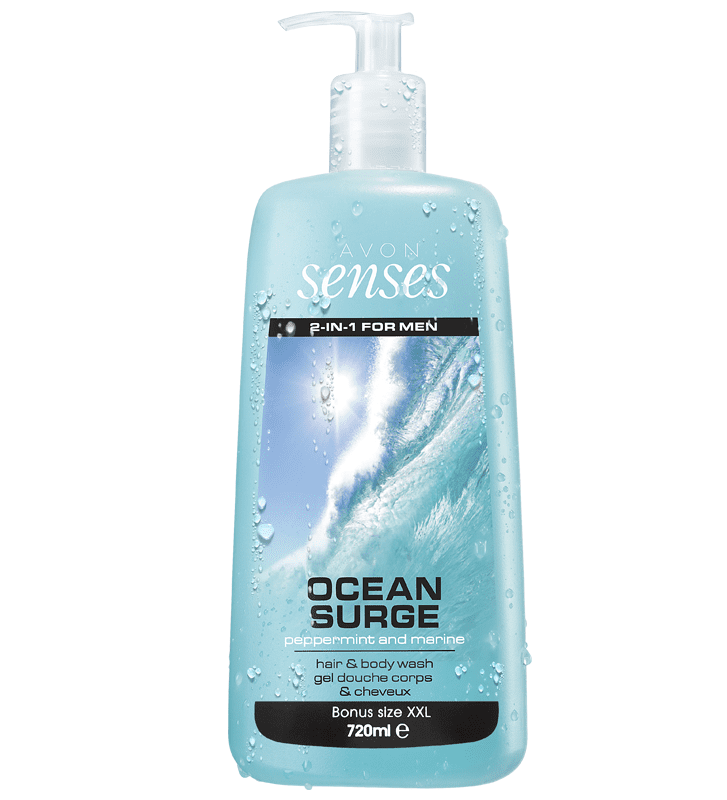 AVON
senses
2-IN-1 FOR MEN
OCEAN
SURGE
peppermint and marine
hair & body wash
gel douche corps
& cheveux
Bonus size XXL
720ml ℮